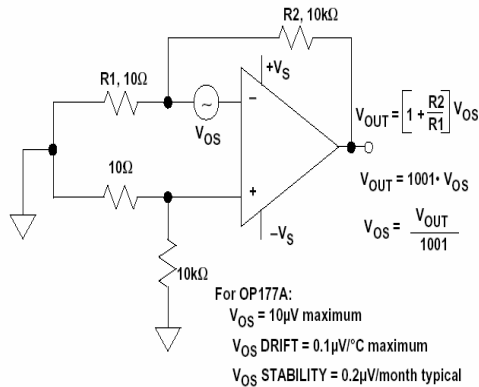 R2, 10kΩ
+VS
R1, 10Ω
~
−
VOS
VOUT = [1 + R2/R1] VOS
10Ω
+
VOUT = 1001• VOS
−VS
VOS = VOUT/1001
10kΩ
For OP177A:
VOS = 10µV maximum
VOS DRIFT = 0.1µV/°C maximum
VOS STABILITY = 0.2µV/month typical